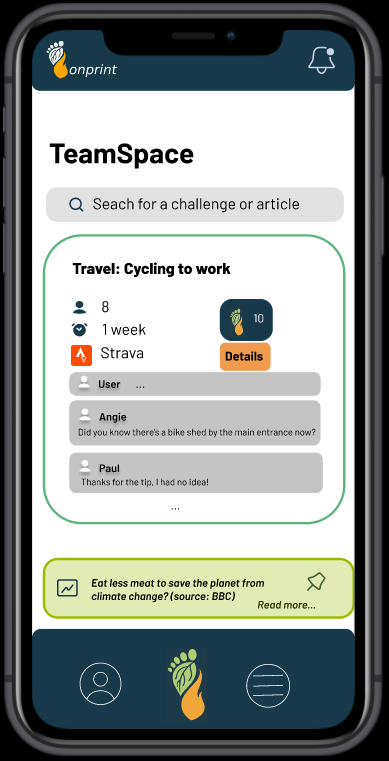 onprint
TeamSpace
Seach for a challenge or article
Travel: Cycling to work
8
1 week
10
Strava
Details
User ...
Angie
Did you know there's a bike shed by the main entrance now?
Paul
Thanks for the tip, I had no idea!
...
Eat less meat to save the planet from
climate change? (source: BBC)
Read more...